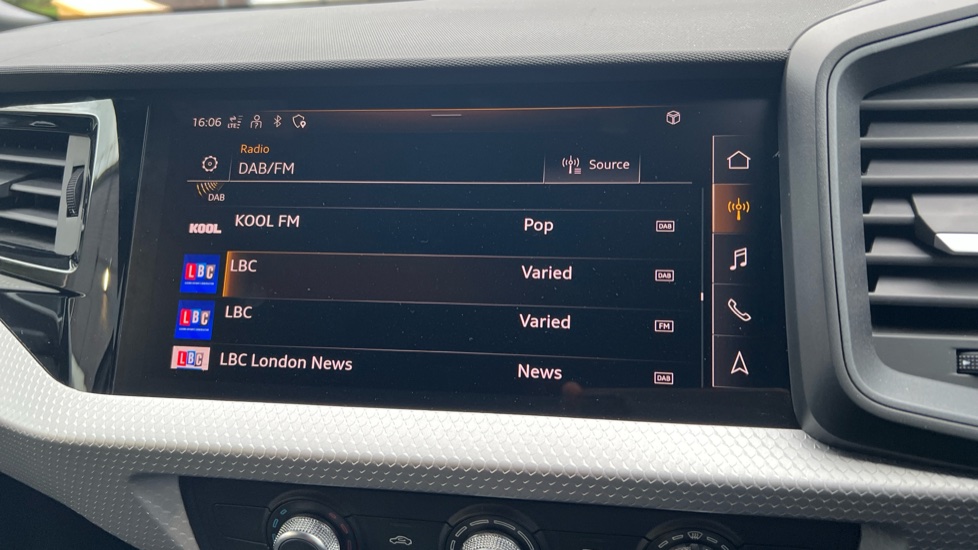 16:06 LTE
Radio
DAB/FM
Source
DAB
KOOL KOOL FM Pop DAB
LBC LBC Varied DAB
LBC LBC Varied FM
LBC LBC London News News DAB